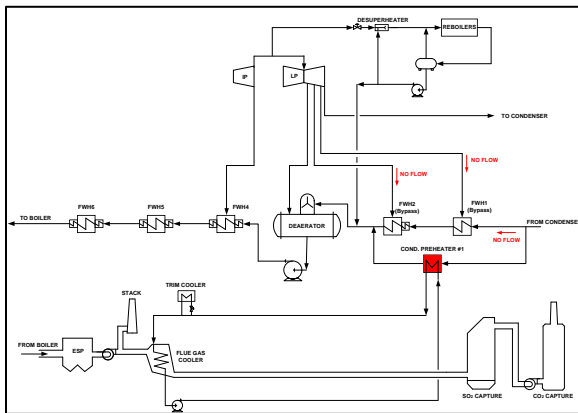 DESUPERHEATER
REBOILERS
IP
LP
TO CONDENSER
NO FLOW
NO FLOW
FWH6
FWH5
FWH4
FWH2
(Bypass)
FWH1
(Bypass)
TO BOILER
DEAERATOR
FROM CONDENSE
NO FLOW
COND. PREHEATER #1
TRIM COOLER
STACK
FROM BOILER
ESP
FLUE GAS
COOLER
SO₂ CAPTURE
CO₂ CAPTURE